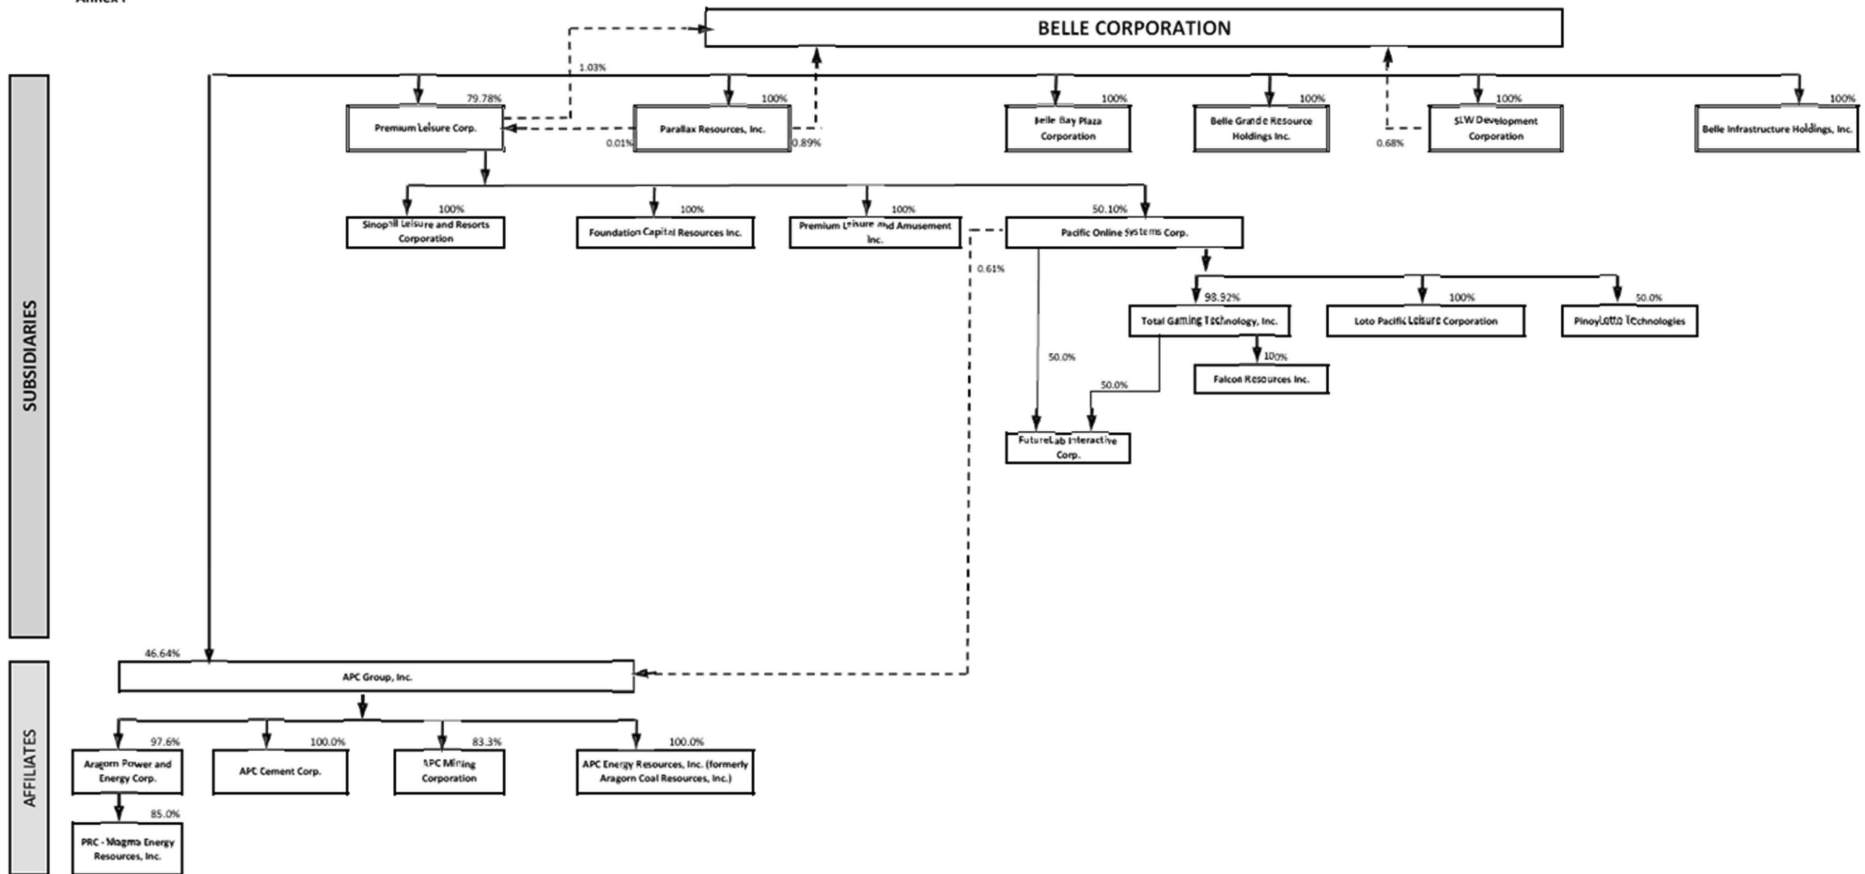 BELLE CORPORATION
1.03%
79.78%
100%
100%
100%
100%
100%
Premium Leisure Corp.
Parallax Resources, Inc.
Belle Bay Plaza
Corporation
Belle Grande Resource
Holdings Inc.
SLW Development
Corporation
Belle Infrastructure Holdings, Inc.
0.01%
0.89%
0.68%
SUBSIDIARIES
100%
100%
100%
50.10%
Sinophil Leisure and Resorts
Corporation
Foundation Capital Resources Inc.
Premium Leisure and Amusement
Inc.
Pacific Online Systems Corp.
0.61%
98.92%
100%
50.0%
Total Gaming Technology, Inc.
Loto Pacific Leisure Corporation
PinoyLotto Technologies
50.0%
100%
Falcon Resources Inc.
50.0%
FutureLab Interactive
Corp.
46.64%
APC Group, Inc.
AFFILIATES
97.6%
100.0%
83.3%
100.0%
Aragorn Power and
Energy Corp.
APC Cement Corp.
APC Mining
Corporation
APC Energy Resources, Inc. (formerly
Aragorn Coal Resources, Inc.)
85.0%
PRC - Magma Energy
Resources, Inc.